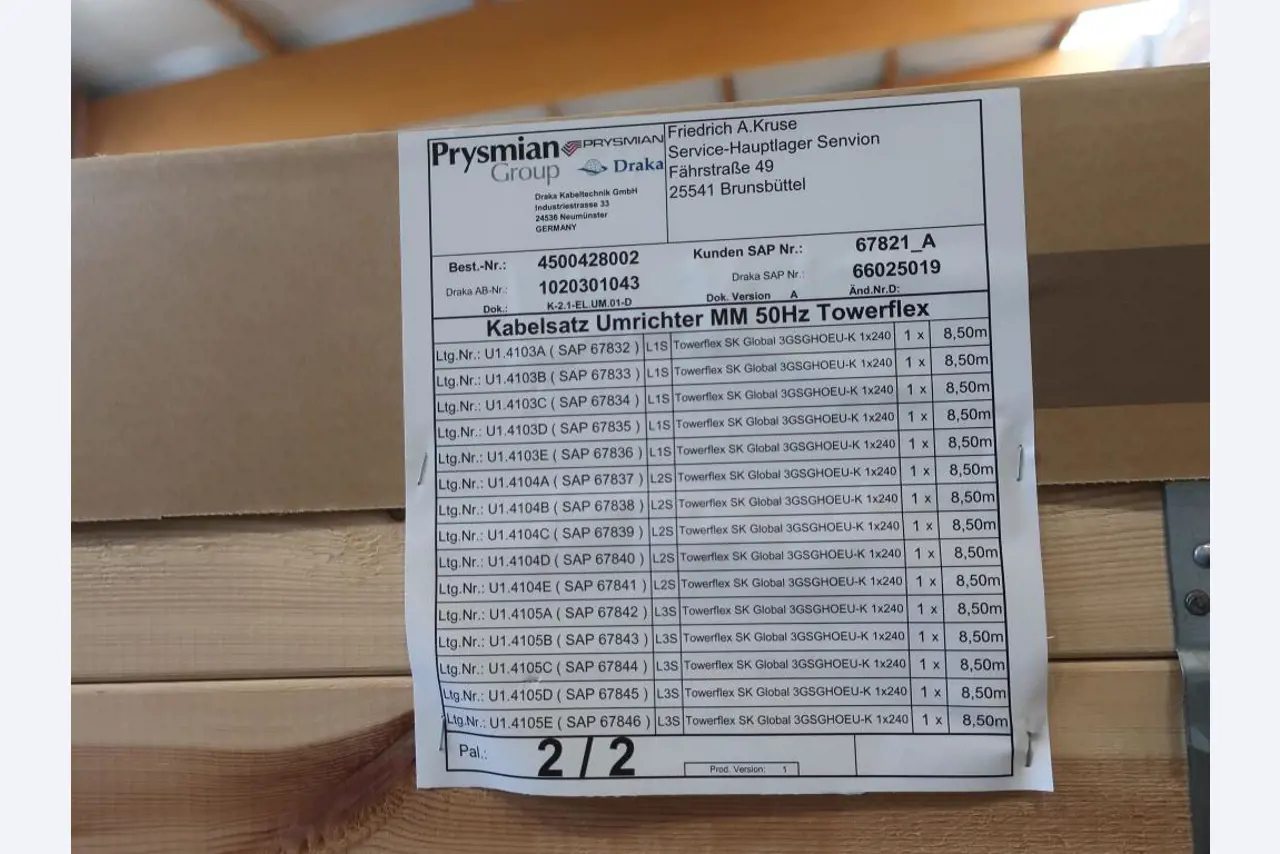 Prysmian Group
PRYSMIAN
Draka
Draka Kabeltechnik GmbH
Industriestrasse 33
24536 Neumünster
GERMANY
Friedrich A.Kruse
Service-Hauptlager Senvion
Fährstraße 49
25541 Brunsbüttel
Best.-Nr.: 4500428002 Kunden SAP Nr.: 67821_A
Draka AB-Nr.: 1020301043 Draka SAP Nr.: 66025019
Dok.: K-2.1-EL.UM.01-D Dok. Version A Änd.Nr.D:
Kabelsatz Umrichter MM 50Hz Towerflex
Ltg.Nr.: U1.4103A ( SAP 67832 ) L1S Towerflex SK Global 3GSGHOEU-K 1x240 1 x 8,50m
Ltg.Nr.: U1.4103B ( SAP 67833 ) L1S Towerflex SK Global 3GSGHOEU-K 1x240 1 x 8,50m
Ltg.Nr.: U1.4103C ( SAP 67834 ) L1S Towerflex SK Global 3GSGHOEU-K 1x240 1 x 8,50m
Ltg.Nr.: U1.4103D ( SAP 67835 ) L1S Towerflex SK Global 3GSGHOEU-K 1x240 1 x 8,50m
Ltg.Nr.: U1.4103E ( SAP 67836 ) L1S Towerflex SK Global 3GSGHOEU-K 1x240 1 x 8,50m
Ltg.Nr.: U1.4104A ( SAP 67837 ) L2S Towerflex SK Global 3GSGHOEU-K 1x240 1 x 8,50m
Ltg.Nr.: U1.4104B ( SAP 67838 ) L2S Towerflex SK Global 3GSGHOEU-K 1x240 1 x 8,50m
Ltg.Nr.: U1.4104C ( SAP 67839 ) L2S Towerflex SK Global 3GSGHOEU-K 1x240 1 x 8,50m
Ltg.Nr.: U1.4104D ( SAP 67840 ) L2S Towerflex SK Global 3GSGHOEU-K 1x240 1 x 8,50m
Ltg.Nr.: U1.4104E ( SAP 67841 ) L2S Towerflex SK Global 3GSGHOEU-K 1x240 1 x 8,50m
Ltg.Nr.: U1.4105A ( SAP 67842 ) L3S Towerflex SK Global 3GSGHOEU-K 1x240 1 x 8,50m
Ltg.Nr.: U1.4105B ( SAP 67843 ) L3S Towerflex SK Global 3GSGHOEU-K 1x240 1 x 8,50m
Ltg.Nr.: U1.4105C ( SAP 67844 ) L3S Towerflex SK Global 3GSGHOEU-K 1x240 1 x 8,50m
Ltg.Nr.: U1.4105D ( SAP 67845 ) L3S Towerflex SK Global 3GSGHOEU-K 1x240 1 x 8,50m
Ltg.Nr.: U1.4105E ( SAP 67846 ) L3S Towerflex SK Global 3GSGHOEU-K 1x240 1 x 8,50m
Pal.: 2 / 2 Prod. Version: 1